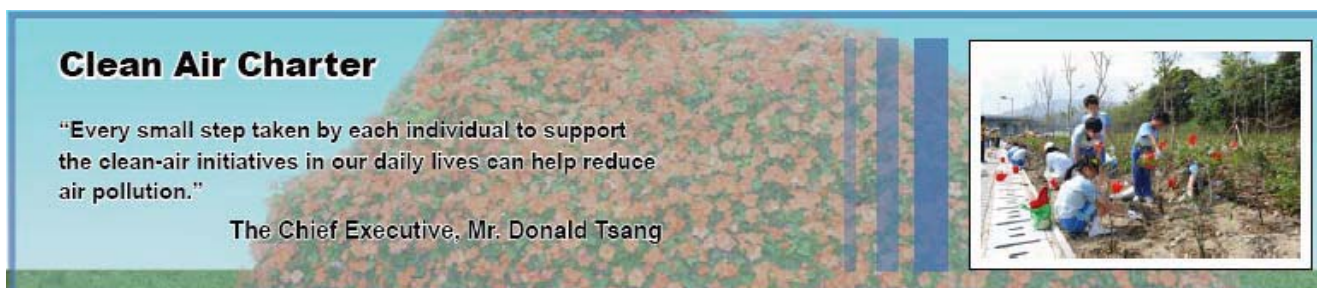 Clean Air Charter
“Every small step taken by each individual to support
the clean-air initiatives in our daily lives can help reduce
air pollution.”
The Chief Executive, Mr. Donald Tsang